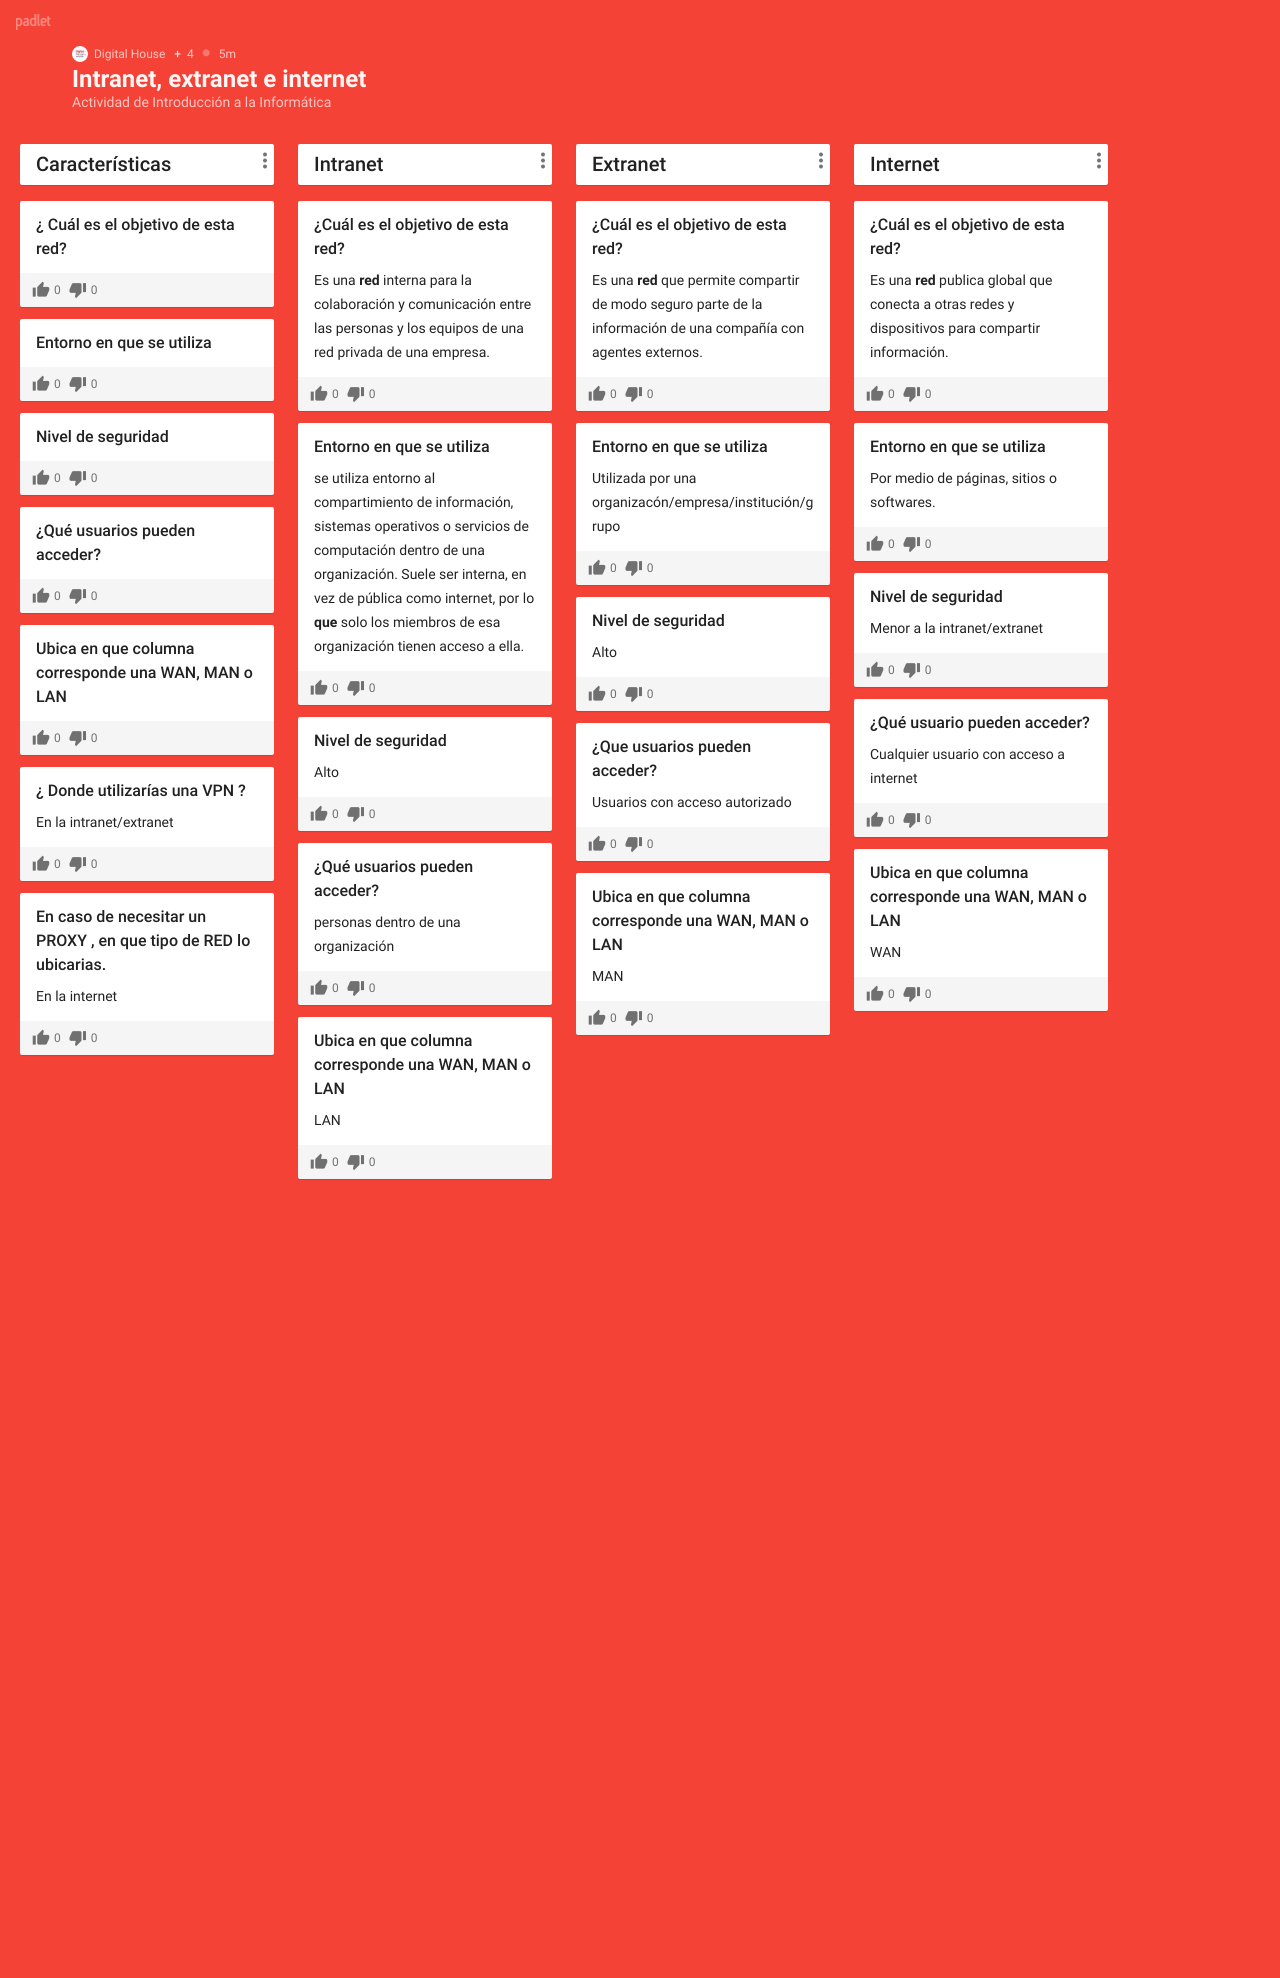 padlet
Digital House + 4 5m
Intranet, extranet e internet
Actividad de Introducción a la Informática
Características
¿ Cuál es el objetivo de esta
red?
0 0
Entorno en que se utiliza
0 0
Nivel de seguridad
0 0
¿Qué usuarios pueden
acceder?
0 0
Ubica en que columna
corresponde una WAN, MAN o
LAN
0 0
¿ Donde utilizarías una VPN ?
En la intranet/extranet
0 0
En caso de necesitar un
PROXY , en que tipo de RED lo
ubicarias.
En la internet
0 0
Intranet
¿Cuál es el objetivo de esta
red?
Es una red interna para la
colaboración y comunicación entre
las personas y los equipos de una
red privada de una empresa.
0 0
Entorno en que se utiliza
se utiliza entorno al
compartimiento de información,
sistemas operativos o servicios de
computación dentro de una
organización. Suele ser interna, en
vez de pública como internet, por lo
que solo los miembros de esa
organización tienen acceso a ella.
0 0
Nivel de seguridad
Alto
0 0
¿Qué usuarios pueden
acceder?
personas dentro de una
organización
0 0
Ubica en que columna
corresponde una WAN, MAN o
LAN
LAN
0 0
Extranet
¿Cuál es el objetivo de esta
red?
Es una red que permite compartir
de modo seguro parte de la
información de una compañía con
agentes externos.
0 0
Entorno en que se utiliza
Utilizada por una
organizacón/empresa/institución/g
rupo
0 0
Nivel de seguridad
Alto
0 0
¿Que usuarios pueden
acceder?
Usuarios con acceso autorizado
0 0
Ubica en que columna
corresponde una WAN, MAN o
LAN
MAN
0 0
Internet
¿Cuál es el objetivo de esta
red?
Es una red publica global que
conecta a otras redes y
dispositivos para compartir
información.
0 0
Entorno en que se utiliza
Por medio de páginas, sitios o
softwares.
0 0
Nivel de seguridad
Menor a la intranet/extranet
0 0
¿Qué usuario pueden acceder?
Cualquier usuario con acceso a
internet
0 0
Ubica en que columna
corresponde una WAN, MAN o
LAN
WAN
0 0